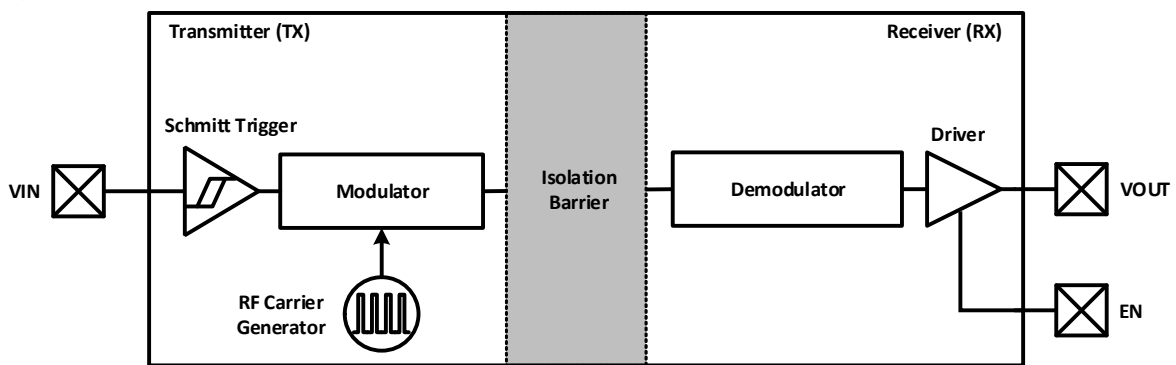 Transmitter (TX)
Receiver (RX)
Schmitt Trigger
Driver
VIN
Modulator
Isolation
Barrier
Demodulator
VOUT
RF Carrier
Generator
EN